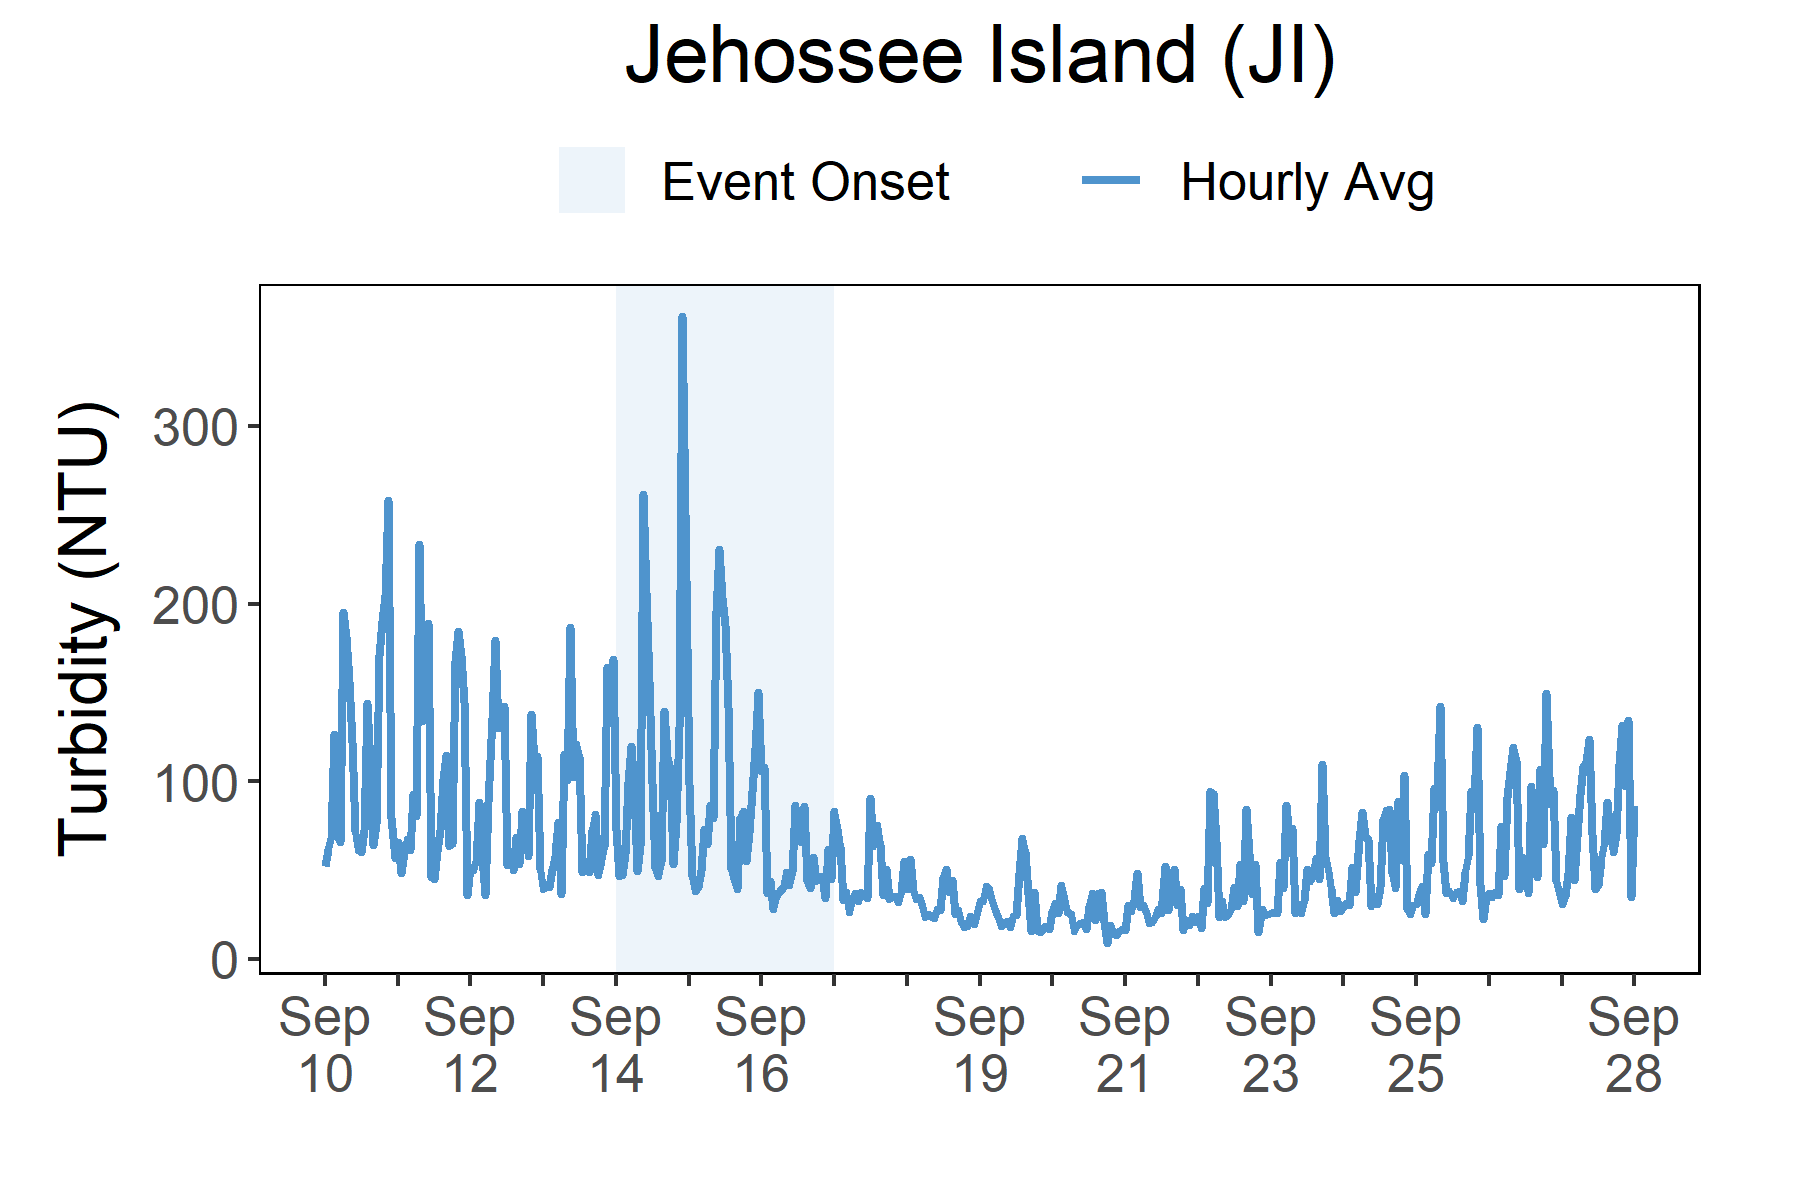 Jehossee Island (JI)
Event Onset
Hourly Avg
Turbidity (NTU)
300
200
100
0
Sep Sep Sep Sep Sep Sep Sep Sep Sep
10 12 14 16 19 21 23 25 28